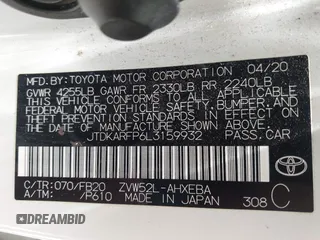 MFD. BY: TOYOTA MOTOR CORPORATION 04/20
GVWR 4255LB GAWR FR 2330LB RR 2240LB
THIS VEHICLE CONFORMS TO ALL APPLICABLE
FEDERAL MOTOR VEHICLE SAFETY, BUMPER, AND
THEFT PREVENTION STANDARDS IN EFFECT ON
THE DATE OF MANUFACTURE SHOWN ABOVE.
JTDKARFP6L3159932 PASS.CAR
TOYOTA
C/TR:070/FB20 ZVW52L-AHXEBA
A/TM: /P610 MADE IN JAPAN 308 C
DREAMBID